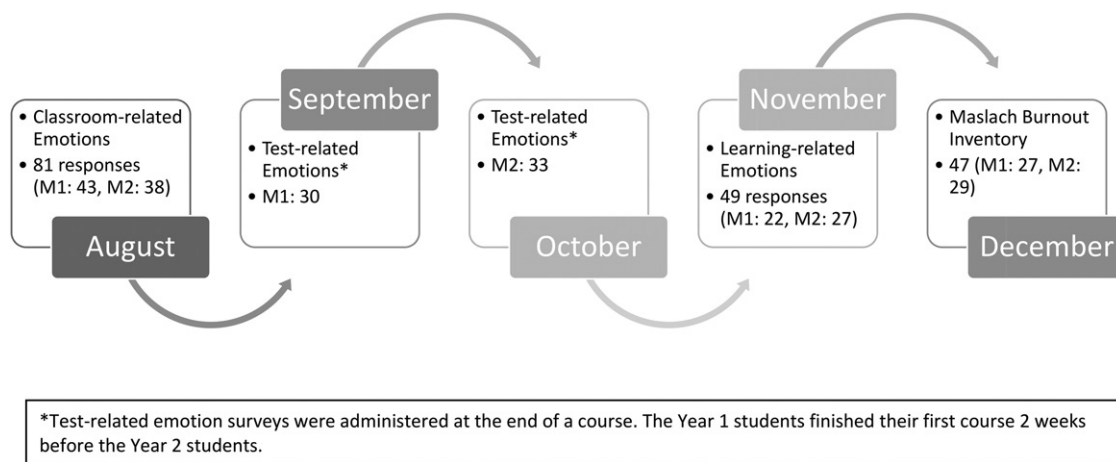 • Classroom-related
Emotions
• 81 responses
(M1: 43, M2: 38)
August
September
• Test-related
Emotions*
• M1: 30
• Test-related
Emotions*
• M2: 33
October
November
• Learning-related
Emotions
• 49 responses
(M1: 22, M2: 27)
• Maslach Burnout
Inventory
• 47 (M1: 27, M2:
29)
December
*Test-related emotion surveys were administered at the end of a course. The Year 1 students finished their first course 2 weeks
before the Year 2 students.